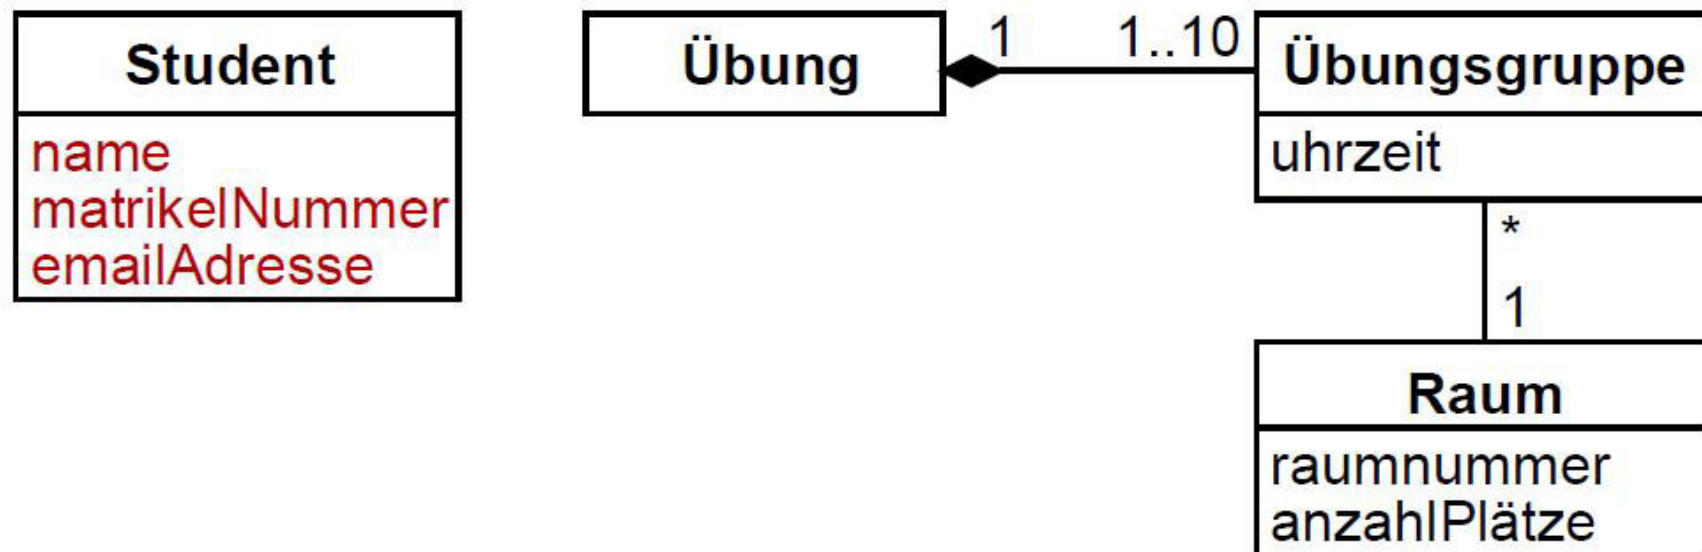 Student
name
matrikelNummer
emailAdresse
Übung
1
1..10
Übungsgruppe
uhrzeit
*
1
Raum
raumnummer
anzahlPlätze